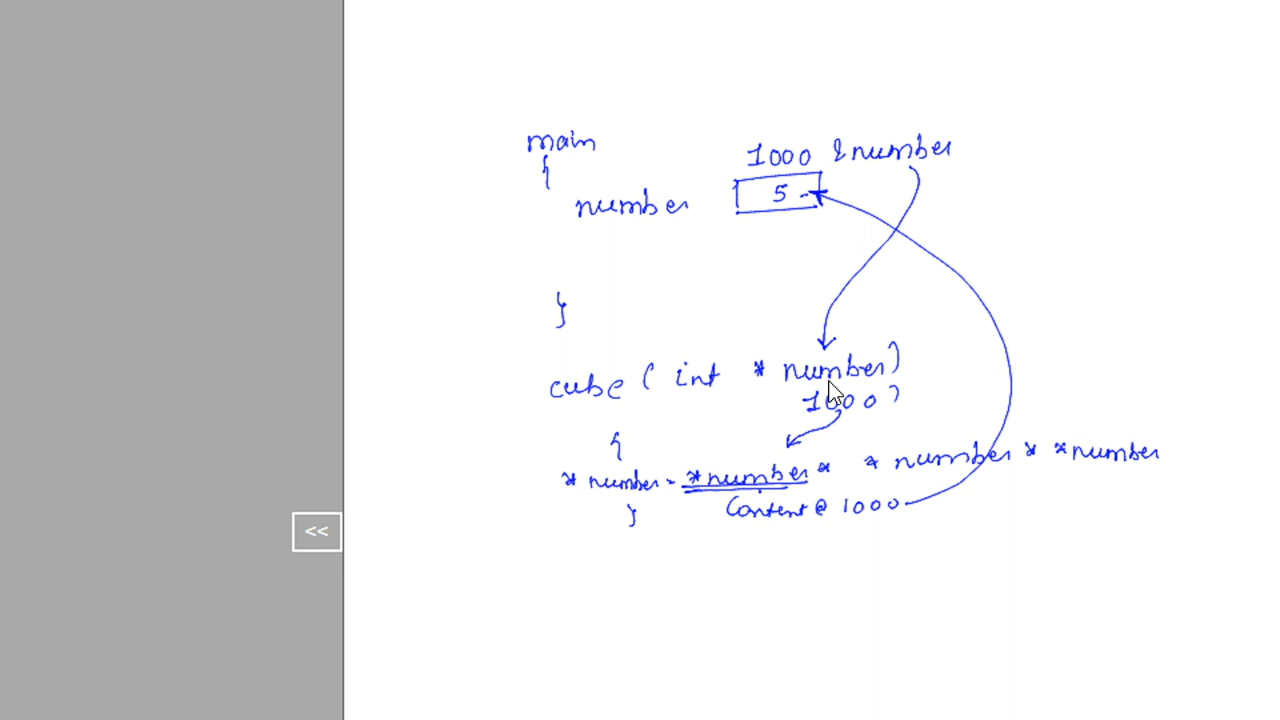 main
1000 &number
{
number 5
}
cube ( int * number)
1000 )
{
* number = *number * * number * *number
Content @ 1000
}
<<